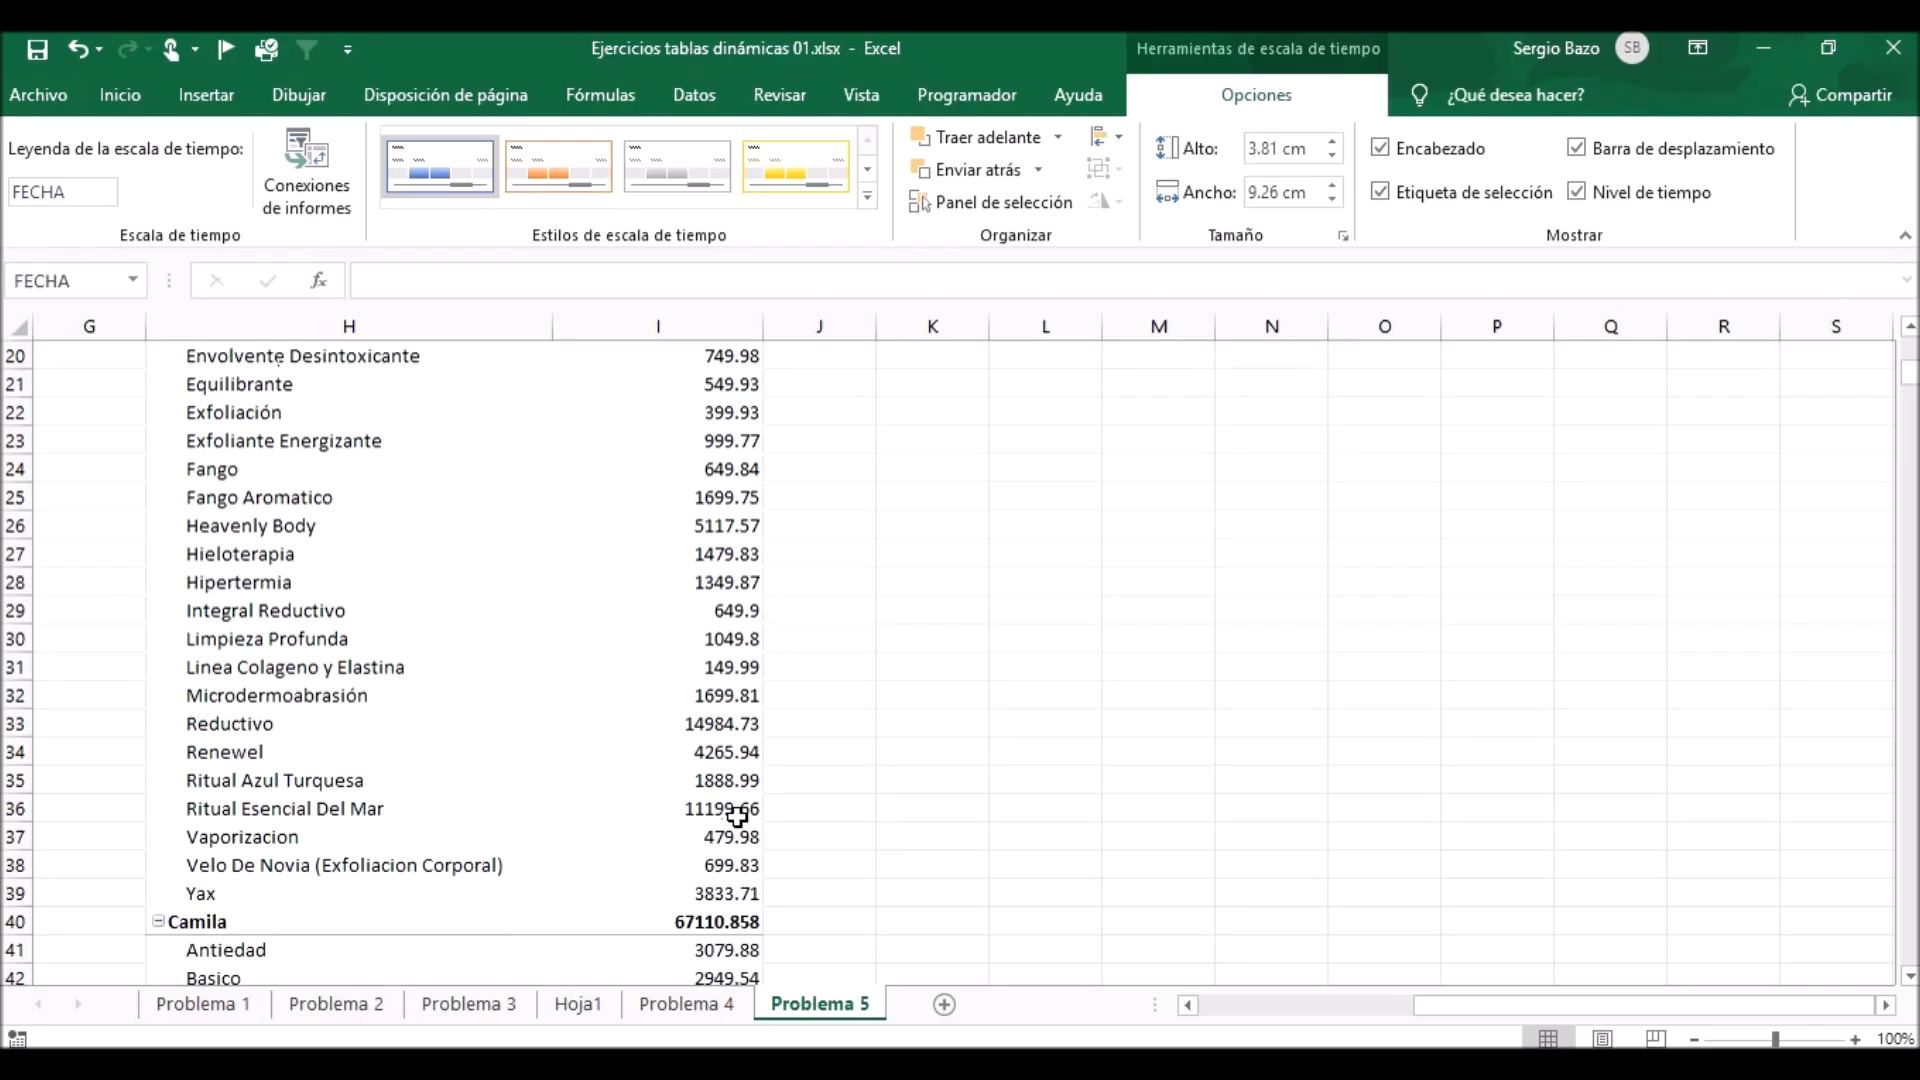 Ejercicios tablas dinámicas 01.xlsx - Excel
Herramientas de escala de tiempo
Sergio Bazo
SB
Archivo
Inicio
Insertar
Dibujar
Disposición de página
Fórmulas
Datos
Revisar
Vista
Programador
Ayuda
Opciones
¿Qué desea hacer?
Compartir
Leyenda de la escala de tiempo:
FECHA
Conexiones
de informes
Escala de tiempo
Estilos de escala de tiempo
Traer adelante
Enviar atrás
Panel de selección
Organizar
Alto: 3.81 cm
Ancho: 9.26 cm
Tamaño
Encabezado
Barra de desplazamiento
Etiqueta de selección
Nivel de tiempo
Mostrar
FECHA
fx
G H I J K L M N O P Q R S
20 Envolvente Desintoxicante 749.98
21 Equilibrante 549.93
22 Exfoliación 399.93
23 Exfoliante Energizante 999.77
24 Fango 649.84
25 Fango Aromatico 1699.75
26 Heavenly Body 5117.57
27 Hieloterapia 1479.83
28 Hipertermia 1349.87
29 Integral Reductivo 649.9
30 Limpieza Profunda 1049.8
31 Linea Colageno y Elastina 149.99
32 Microdermoabrasión 1699.81
33 Reductivo 14984.73
34 Renewel 4265.94
35 Ritual Azul Turquesa 1888.99
36 Ritual Esencial Del Mar 11199.66
37 Vaporizacion 479.98
38 Velo De Novia (Exfoliacion Corporal) 699.83
39 Yax 3833.71
40 Camila 67110.858
41 Antiedad 3079.88
42 Basico 2949.54
Problema 1
Problema 2
Problema 3
Hoja1
Problema 4
Problema 5
100%